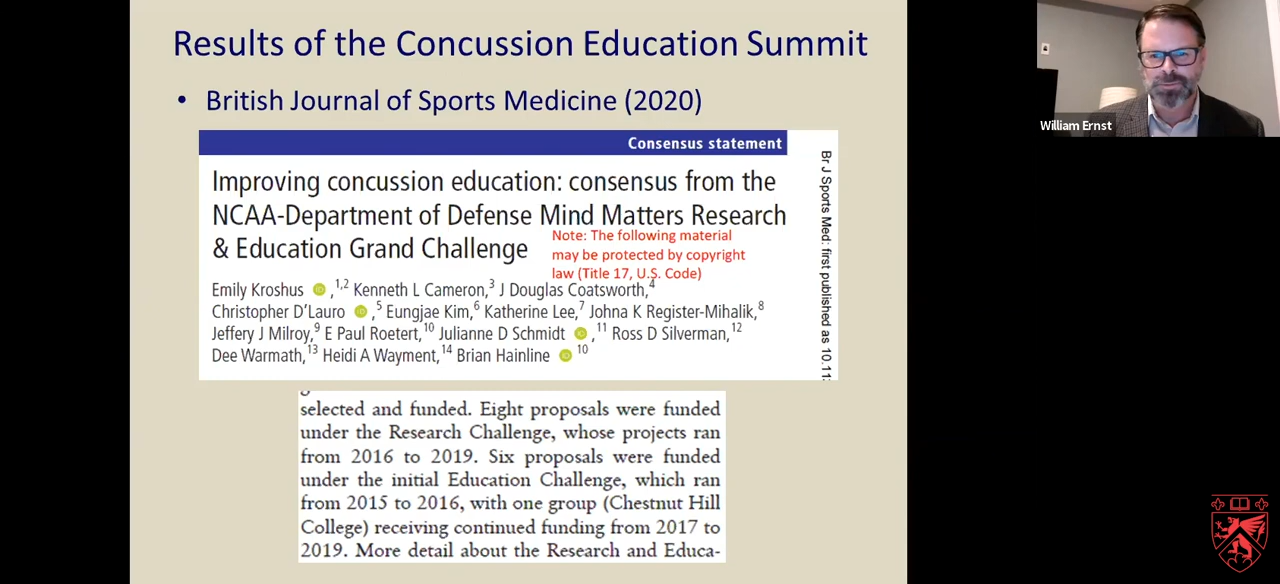 Results of the Concussion Education Summit
• British Journal of Sports Medicine (2020)
Consensus statement
Improving concussion education: consensus from the
NCAA-Department of Defense Mind Matters Research
& Education Grand Challenge
Note: The following material
may be protected by copyright
law (Title 17, U.S. Code)
Emily Kroshus ,1,2 Kenneth L Cameron,3 J Douglas Coatsworth,4
Christopher D'Lauro ,5 Eungjae Kim,6 Katherine Lee,7 Johna K Register-Mihalik,8
Jeffery J Milroy,9 E Paul Roetert,10 Julianne D Schmidt ,11 Ross D Silverman,12
Dee Warmath,13 Heidi A Wayment,14 Brian Hainline 10
Br J Sports Med: first published as 10.11
selected and funded. Eight proposals were funded
under the Research Challenge, whose projects ran
from 2016 to 2019. Six proposals were funded
under the initial Education Challenge, which ran
from 2015 to 2016, with one group (Chestnut Hill
College) receiving continued funding from 2017 to
2019. More detail about the Research and Educa-
William Ernst